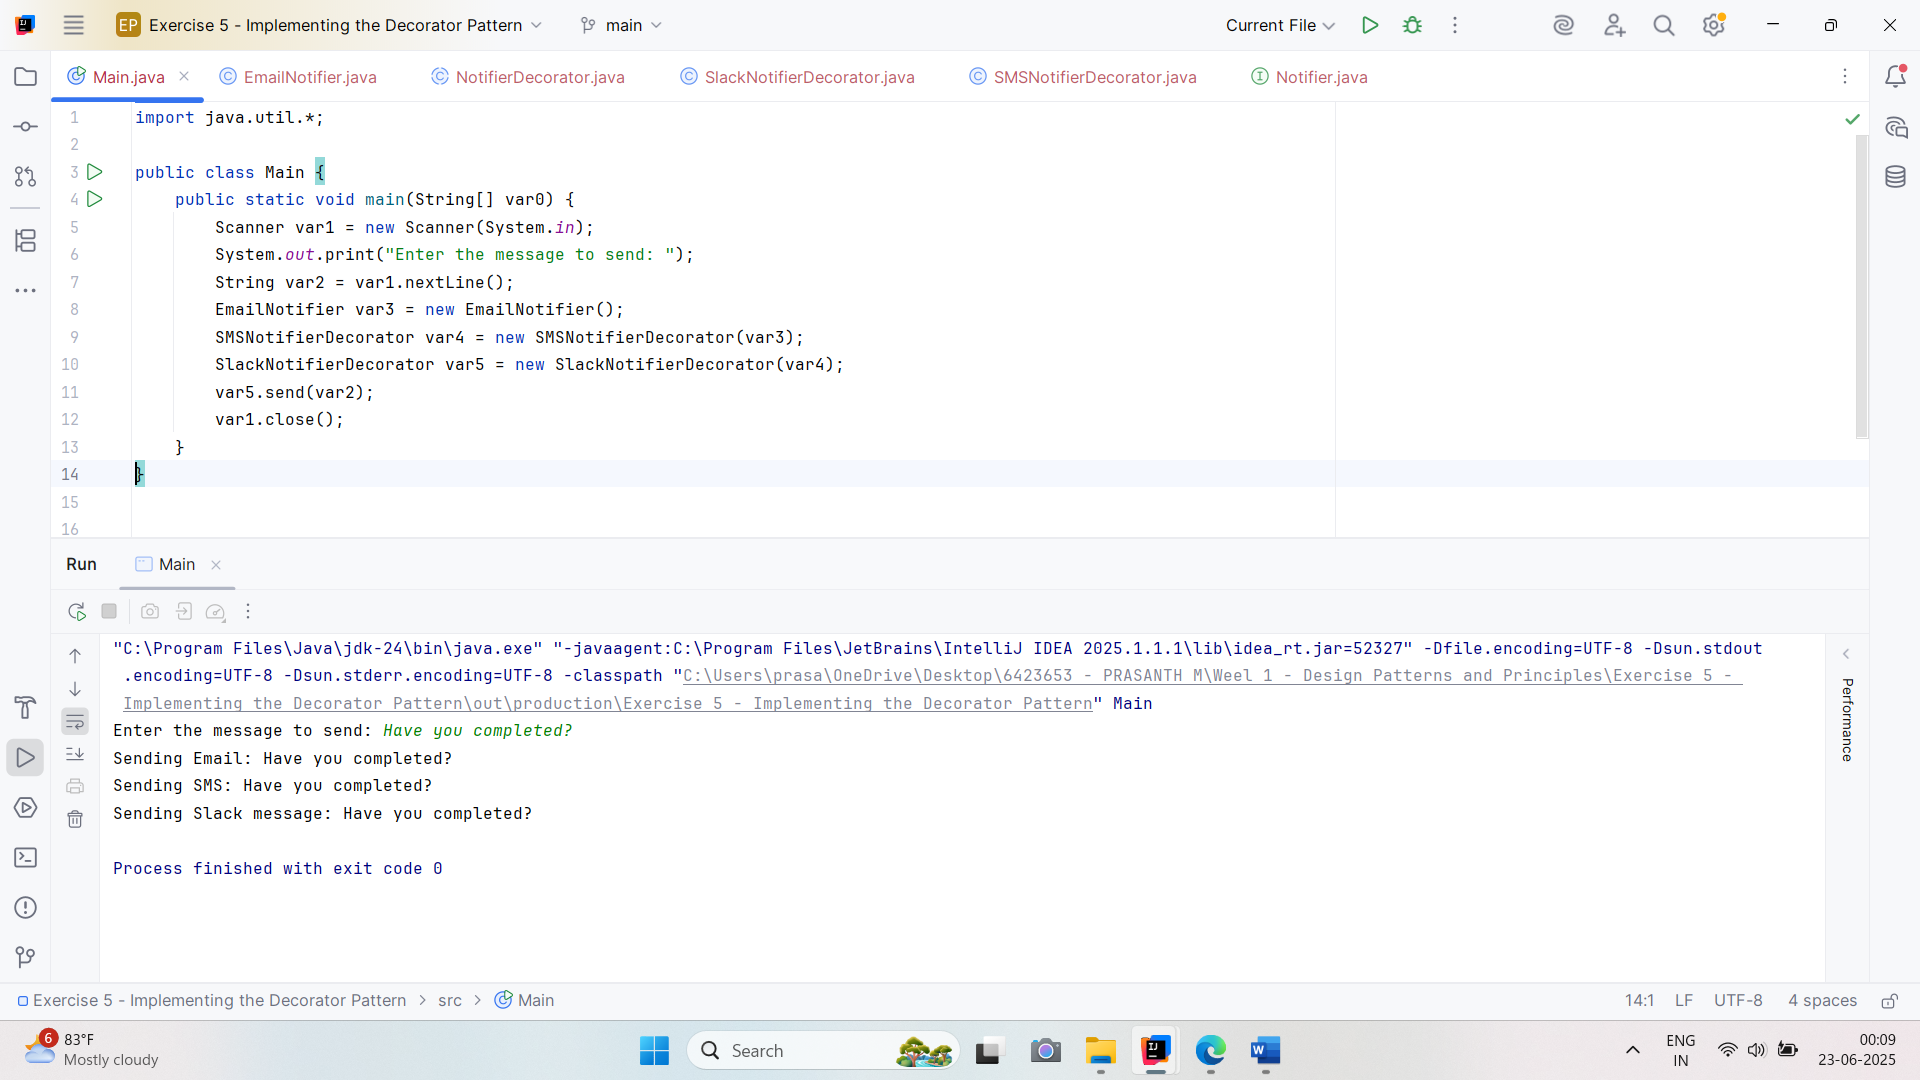 EP Exercise 5 - Implementing the Decorator Pattern main Current File
Main.java EmailNotifier.java NotifierDecorator.java SlackNotifierDecorator.java SMSNotifierDecorator.java Notifier.java
1 import java.util.*;
2
3 public class Main {
4 public static void main(String[] var0) {
5 Scanner var1 = new Scanner(System.in);
6 System.out.print("Enter the message to send: ");
7 String var2 = var1.nextLine();
8 EmailNotifier var3 = new EmailNotifier();
9 SMSNotifierDecorator var4 = new SMSNotifierDecorator(var3);
10 SlackNotifierDecorator var5 = new SlackNotifierDecorator(var4);
11 var5.send(var2);
12 var1.close();
13 }
14 }
15
16
Run Main
"C:\Program Files\Java\jdk-24\bin\java.exe" "-javaagent:C:\Program Files\JetBrains\IntelliJ IDEA 2025.1.1.1\lib\idea_rt.jar=52327" -Dfile.encoding=UTF-8 -Dsun.stdout
.encoding=UTF-8 -Dsun.stderr.encoding=UTF-8 -classpath "C:\Users\prasa\OneDrive\Desktop\6423653 - PRASANTH M\Weel 1 - Design Patterns and Principles\Exercise 5 -
Implementing the Decorator Pattern\out\production\Exercise 5 - Implementing the Decorator Pattern" Main
Enter the message to send: Have you completed?
Sending Email: Have you completed?
Sending SMS: Have you completed?
Sending Slack message: Have you completed?
Process finished with exit code 0
Performance
Exercise 5 - Implementing the Decorator Pattern > src > Main 14:1 LF UTF-8 4 spaces
6 83°F
Mostly cloudy
Search
ENG
IN
00:09
23-06-2025